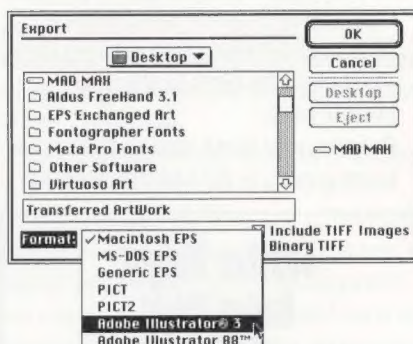 Export
Desktop
MAD MAX
Aldus FreeHand 3.1
EPS Exchanged Art
Fontographer Fonts
Meta Pro Fonts
Other Software
Virtuoso Art
OK
Cancel
Desktop
Eject
MAD MAX
Transferred ArtWork
Format:
✓Macintosh EPS
MS-DOS EPS
Generic EPS
PICT
PICT2
Adobe Illustrator® 3
Adobe Illustrator 88™
Include TIFF Images
Binary TIFF